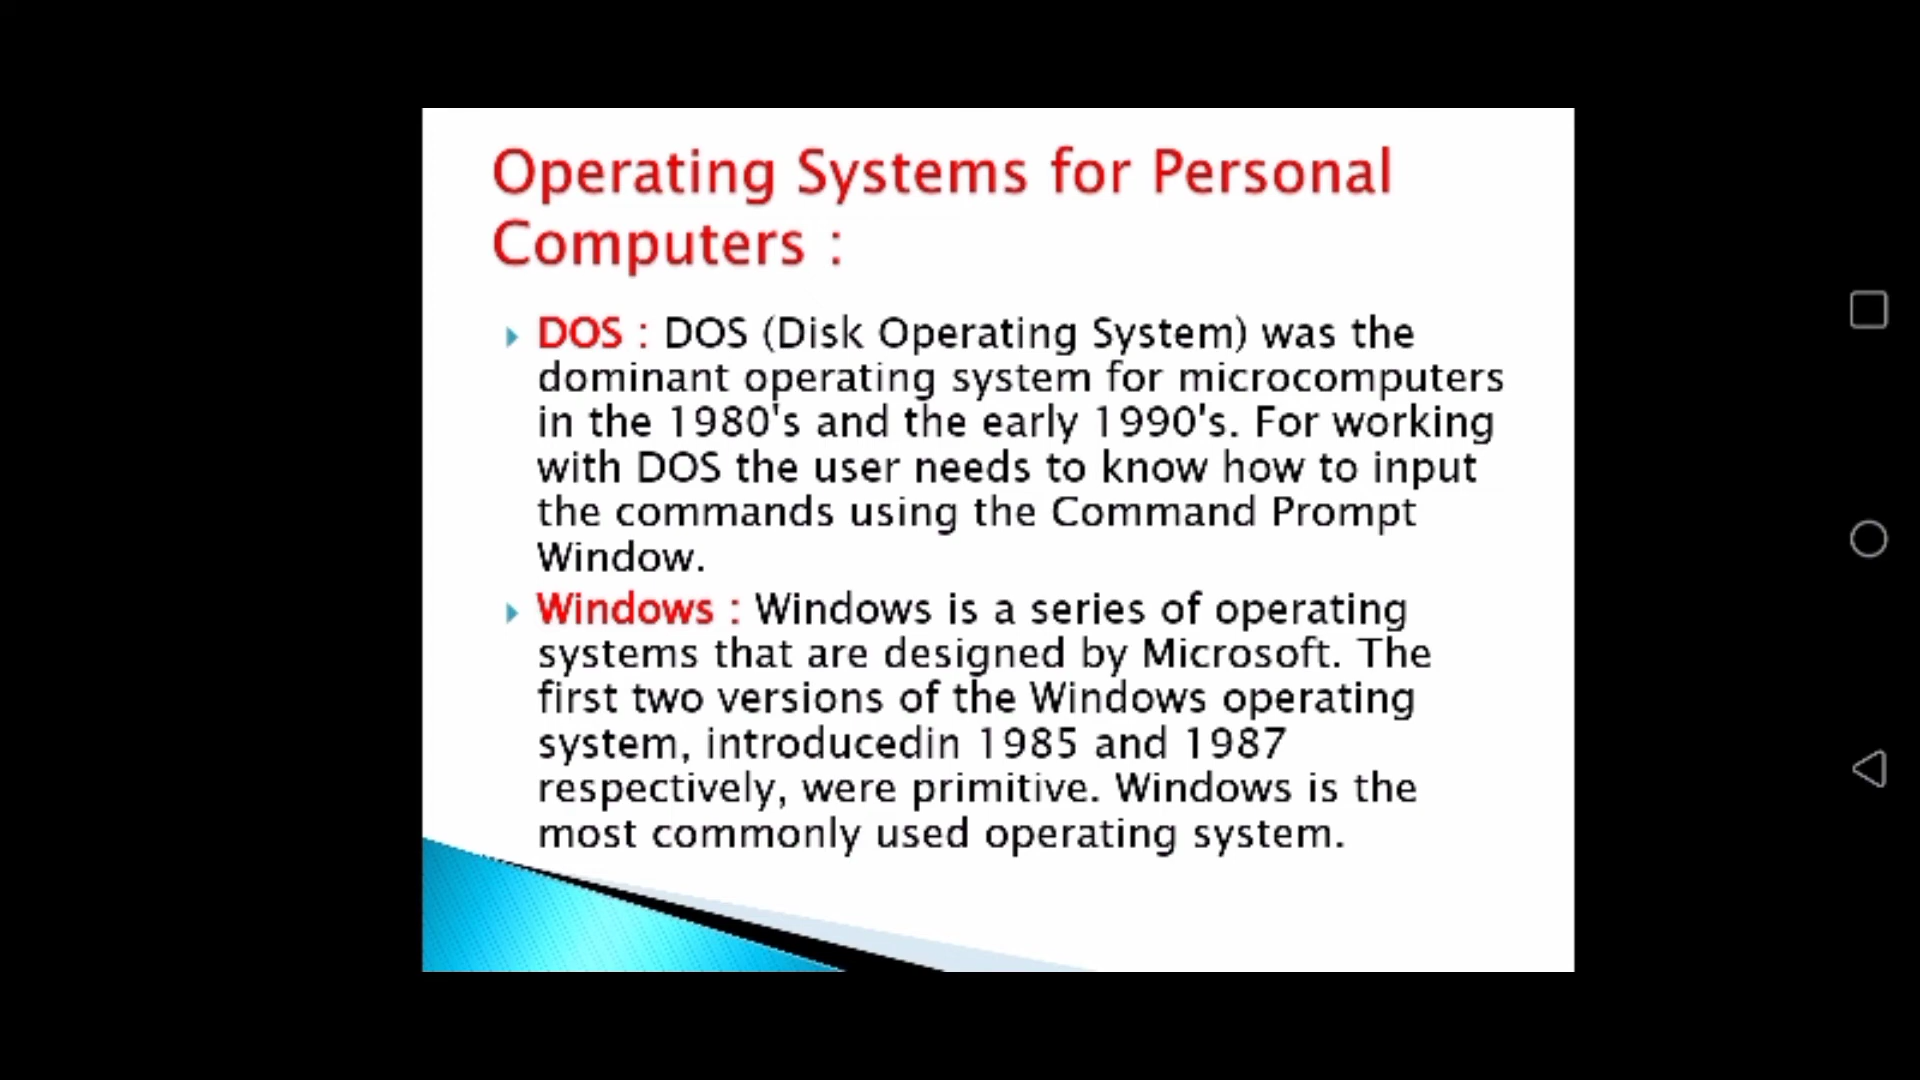 Operating Systems for Personal
Computers :
DOS : DOS (Disk Operating System) was the
dominant operating system for microcomputers
in the 1980's and the early 1990's. For working
with DOS the user needs to know how to input
the commands using the Command Prompt
Window.
Windows : Windows is a series of operating
systems that are designed by Microsoft. The
first two versions of the Windows operating
system, introducedin 1985 and 1987
respectively, were primitive. Windows is the
most commonly used operating system.